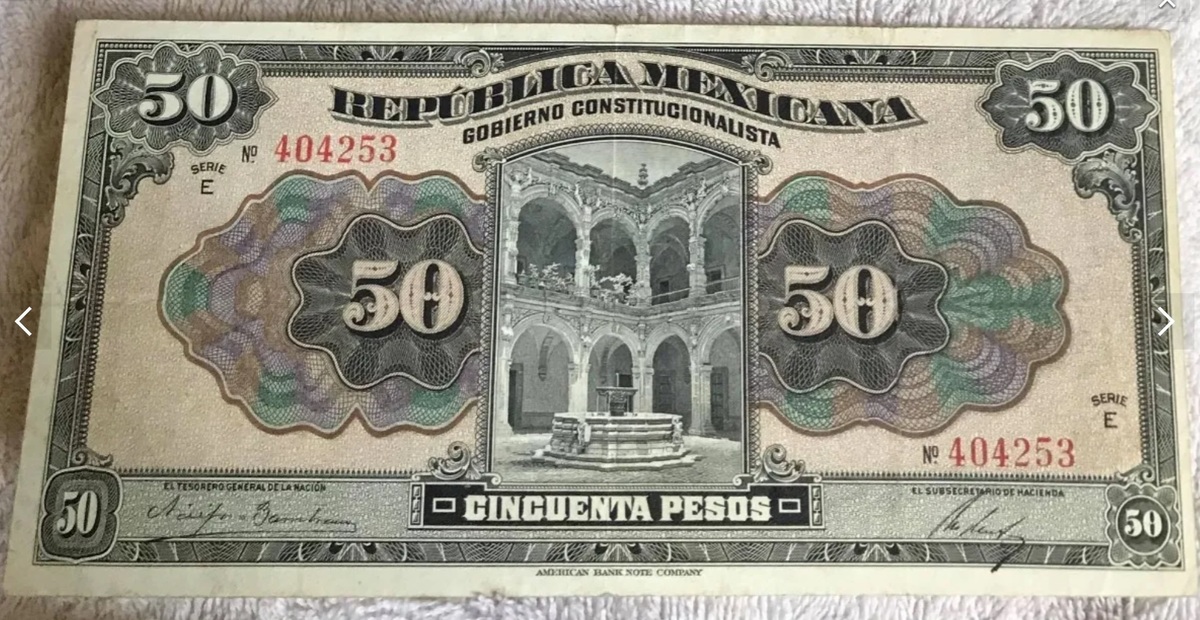 50
REPÚBLICA MEXICANA
50
GOBIERNO CONSTITUCIONALISTA
Nº 404253
SERIE
E
50
50
SERIE
E
Nº 404253
EL TESORERO GENERAL DE LA NACIÓN
EL SUBSECRETARIO DE HACIENDA
50
CINCUENTA PESOS
50
AMERICAN BANK NOTE COMPANY